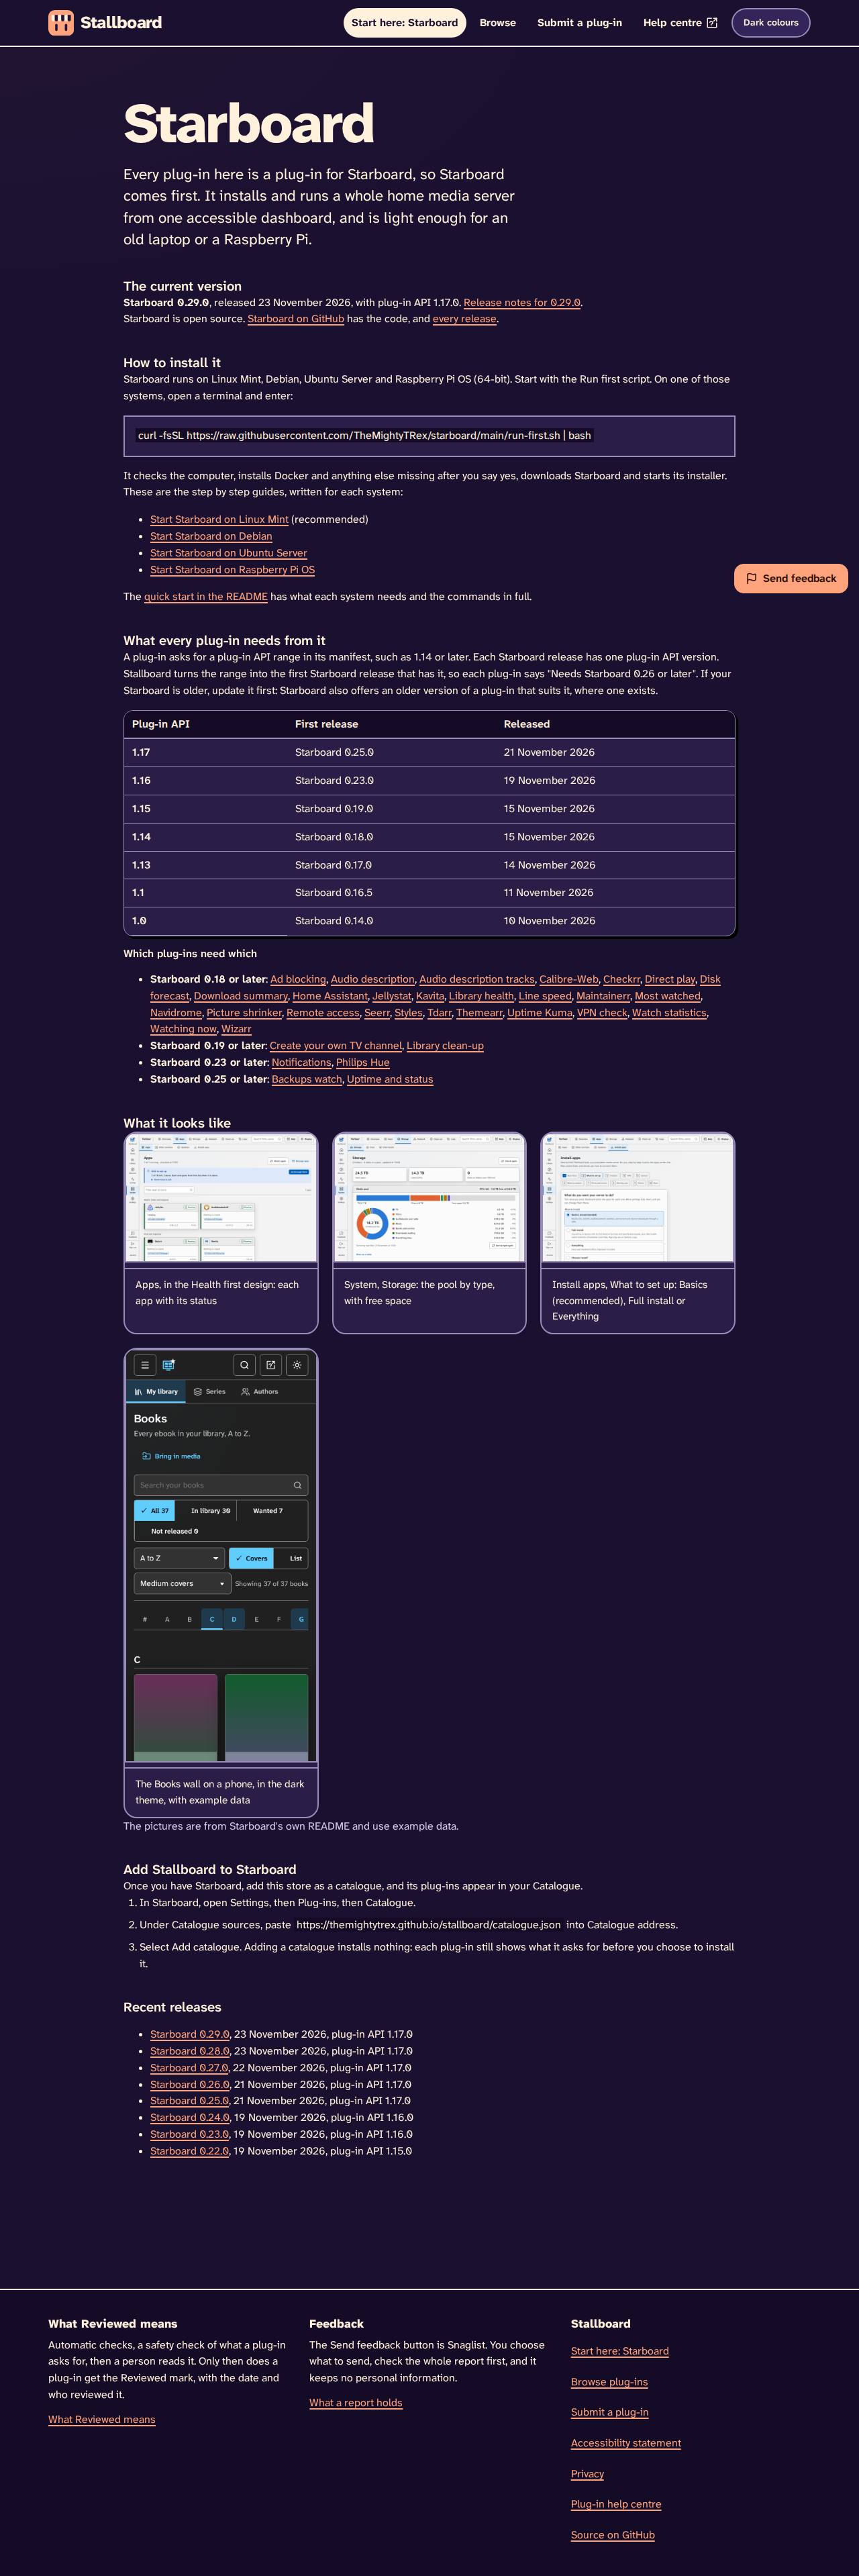 Stallboard
Start here: Starboard
Browse
Submit a plug-in
Help centre
Dark colours
Starboard
Every plug-in here is a plug-in for Starboard, so Starboard
comes first. It installs and runs a whole home media server
from one accessible dashboard, and is light enough for an
old laptop or a Raspberry Pi.
The current version
Starboard 0.29.0, released 23 November 2026, with plug-in API 1.17.0. Release notes for 0.29.0.
Starboard is open source. Starboard on GitHub has the code, and every release.
How to install it
Starboard runs on Linux Mint, Debian, Ubuntu Server and Raspberry Pi OS (64-bit). Start with the Run first script. On one of those
systems, open a terminal and enter:
curl -fsSL https://raw.githubusercontent.com/TheMightyTRex/starboard/main/run-first.sh | bash
It checks the computer, installs Docker and anything else missing after you say yes, downloads Starboard and starts its installer.
These are the step by step guides, written for each system:
Start Starboard on Linux Mint (recommended)
Start Starboard on Debian
Start Starboard on Ubuntu Server
Start Starboard on Raspberry Pi OS
Send feedback
The quick start in the README has what each system needs and the commands in full.
What every plug-in needs from it
A plug-in asks for a plug-in API range in its manifest, such as 1.14 or later. Each Starboard release has one plug-in API version.
Stallboard turns the range into the first Starboard release that has it, so each plug-in says "Needs Starboard 0.26 or later". If your
Starboard is older, update it first: Starboard also offers an older version of a plug-in that suits it, where one exists.
Plug-in API First release Released
1.17 Starboard 0.25.0 21 November 2026
1.16 Starboard 0.23.0 19 November 2026
1.15 Starboard 0.19.0 15 November 2026
1.14 Starboard 0.18.0 15 November 2026
1.13 Starboard 0.17.0 14 November 2026
1.1 Starboard 0.16.5 11 November 2026
1.0 Starboard 0.14.0 10 November 2026
Which plug-ins need which
Starboard 0.18 or later: Ad blocking, Audio description, Audio description tracks, Calibre-Web, Checkrr, Direct play, Disk
forecast, Download summary, Home Assistant, Jellystat, Kavita, Library health, Line speed, Maintainerr, Most watched,
Navidrome, Picture shrinker, Remote access, Seerr, Styles, Tdarr, Themearr, Uptime Kuma, VPN check, Watch statistics,
Watching now, Wizarr
Starboard 0.19 or later: Create your own TV channel, Library clean-up
Starboard 0.23 or later: Notifications, Philips Hue
Starboard 0.25 or later: Backups watch, Uptime and status
What it looks like
Apps
Storage
Install apps
Apps, in the Health first design: each
app with its status
System, Storage: the pool by type,
with free space
Install apps, What to set up: Basics
(recommended), Full install or
Everything
My library
Series
Authors
Books
Every ebook in your library, A to Z.
Bring in media
Search your books
All 37
In library 30
Wanted 7
Not released 0
A to Z
Covers
List
Medium covers
Showing 37 of 37 books
# A B C D E F G
C
The Books wall on a phone, in the dark
theme, with example data
The pictures are from Starboard's own README and use example data.
Add Stallboard to Starboard
Once you have Starboard, add this store as a catalogue, and its plug-ins appear in your Catalogue.
1. In Starboard, open Settings, then Plug-ins, then Catalogue.
2. Under Catalogue sources, paste https://themightytrex.github.io/stallboard/catalogue.json into Catalogue address.
3. Select Add catalogue. Adding a catalogue installs nothing: each plug-in still shows what it asks for before you choose to install
it.
Recent releases
Starboard 0.29.0, 23 November 2026, plug-in API 1.17.0
Starboard 0.28.0, 23 November 2026, plug-in API 1.17.0
Starboard 0.27.0, 22 November 2026, plug-in API 1.17.0
Starboard 0.26.0, 21 November 2026, plug-in API 1.17.0
Starboard 0.25.0, 21 November 2026, plug-in API 1.17.0
Starboard 0.24.0, 19 November 2026, plug-in API 1.16.0
Starboard 0.23.0, 19 November 2026, plug-in API 1.16.0
Starboard 0.22.0, 19 November 2026, plug-in API 1.15.0
What Reviewed means
Automatic checks, a safety check of what a plug-in
asks for, then a person reads it. Only then does a
plug-in get the Reviewed mark, with the date and
who reviewed it.
What Reviewed means
Feedback
The Send feedback button is Snaglist. You choose
what to send, check the whole report first, and it
keeps no personal information.
What a report holds
Stallboard
Start here: Starboard
Browse plug-ins
Submit a plug-in
Accessibility statement
Privacy
Plug-in help centre
Source on GitHub